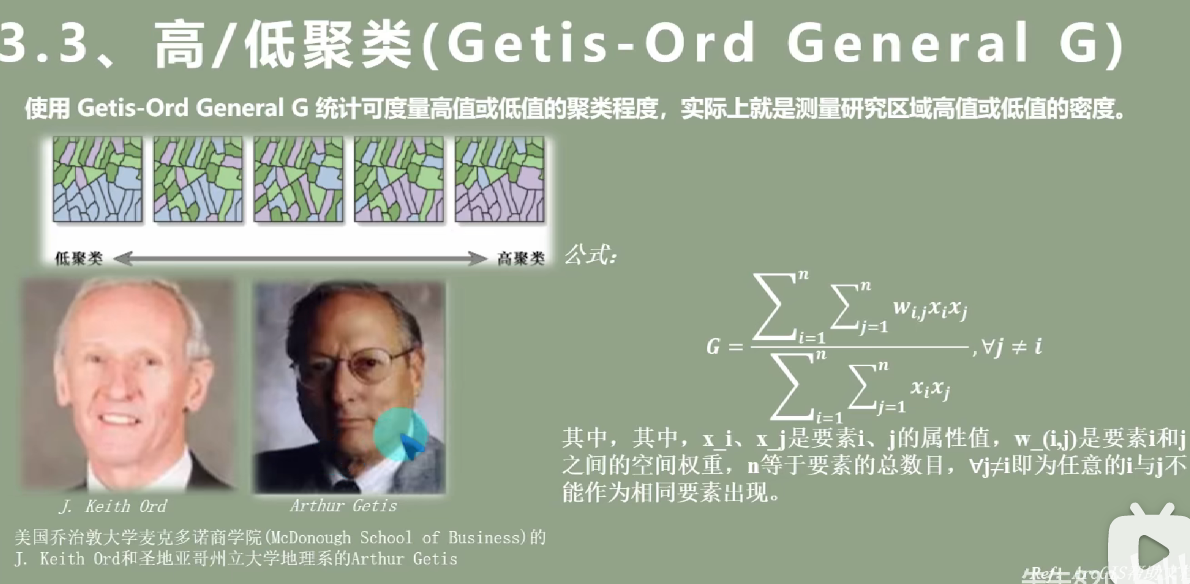 3.3、高/低聚类(Getis-Ord General G)
使用 Getis-Ord General G 统计可度量高值或低值的聚类程度，实际上就是测量研究区域高值或低值的密度。
低聚类
高聚类
公式：
G = \frac{\sum_{i=1}^{n} \sum_{j=1}^{n} w_{i,j} x_i x_j}{\sum_{i=1}^{n} \sum_{j=1}^{n} x_i x_j}, ∀j ≠ i
其中，其中，x_i、x_j是要素i、j的属性值，w_(i,j)是要素i和j
之间的空间权重，n等于要素的总数目，∀j≠i即为任意的i与j不
能作为相同要素出现。
J. Keith Ord
Arthur Getis
美国乔治敦大学麦克多诺商学院(McDonough School of Business)的
J. Keith Ord和圣地亚哥州立大学地理系的Arthur Getis